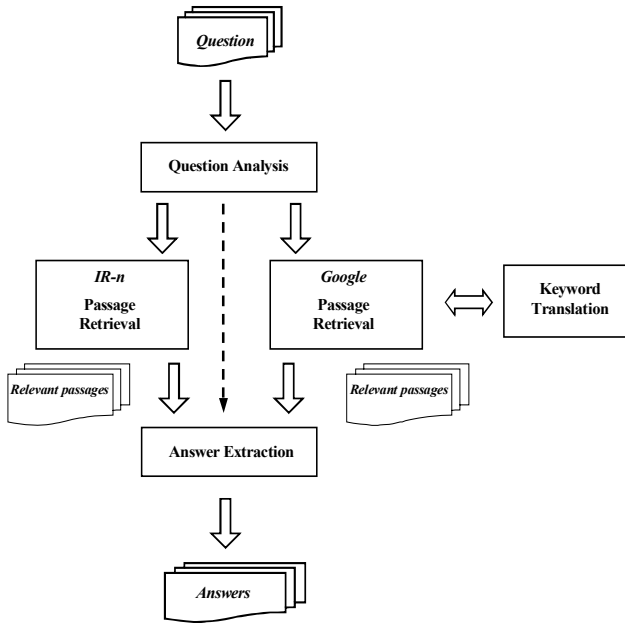 Question
Question Analysis
IR-n
Passage
Retrieval
Google
Passage
Retrieval
Keyword
Translation
Relevant passages
Relevant passages
Answer Extraction
Answers